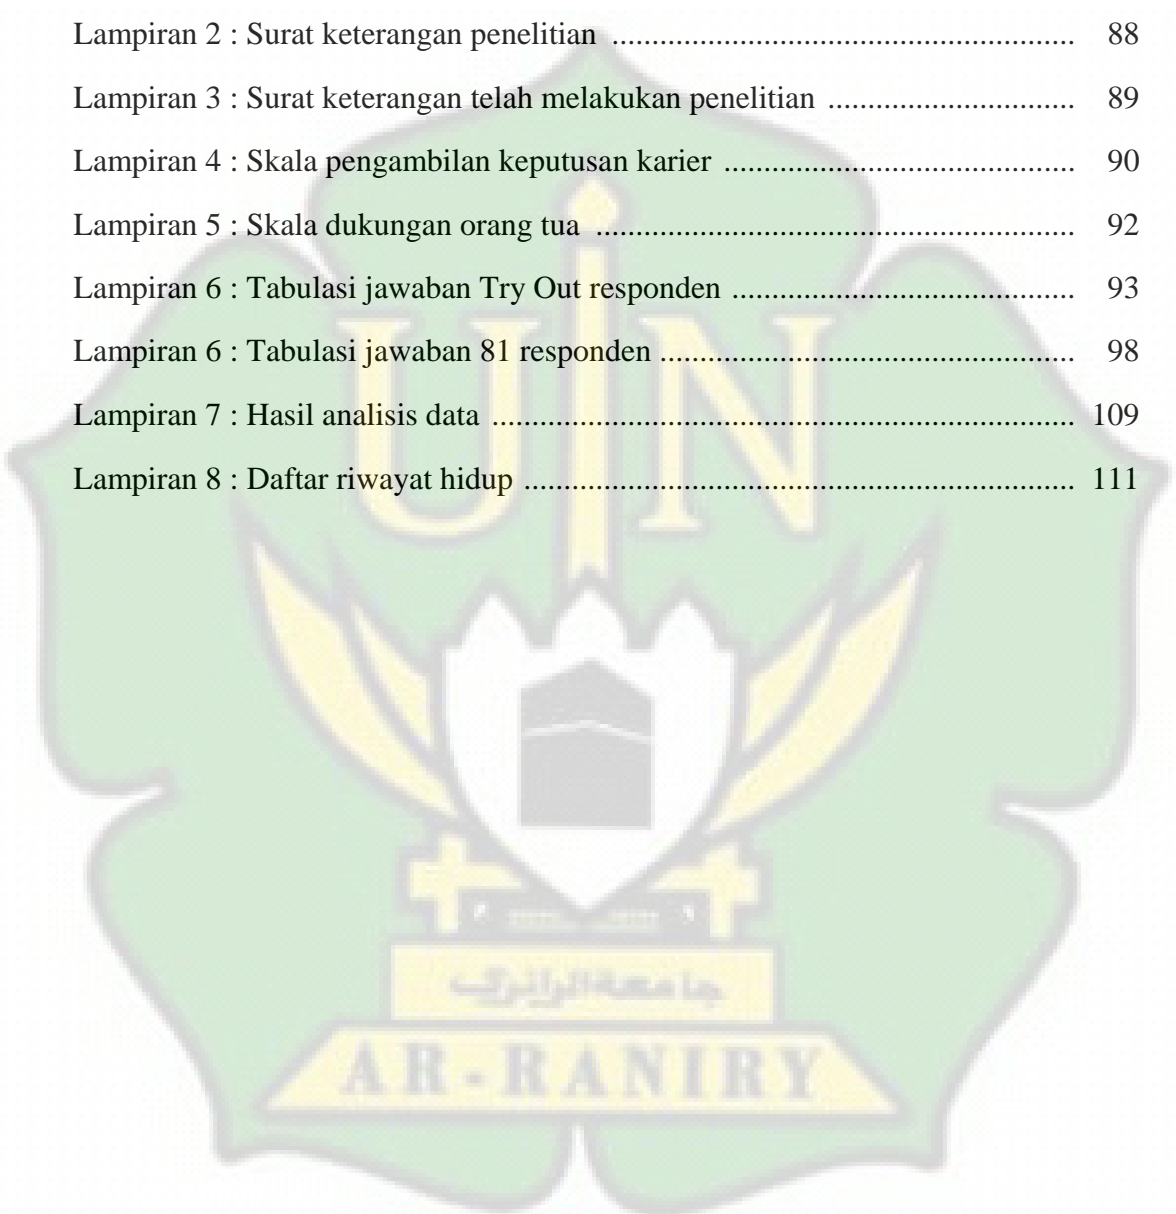 Lampiran 2 : Surat keterangan penelitian ........................................................... 88
Lampiran 3 : Surat keterangan telah melakukan penelitian ............................... 89
Lampiran 4 : Skala pengambilan keputusan karier ............................................. 90
Lampiran 5 : Skala dukungan orang tua ............................................................. 92
Lampiran 6 : Tabulasi jawaban Try Out responden ............................................ 93
Lampiran 6 : Tabulasi jawaban 81 responden ..................................................... 98
Lampiran 7 : Hasil analisis data .......................................................................... 109
Lampiran 8 : Daftar riwayat hidup ...................................................................... 111
UIN
جامعة الرانري
AR-RANIRY